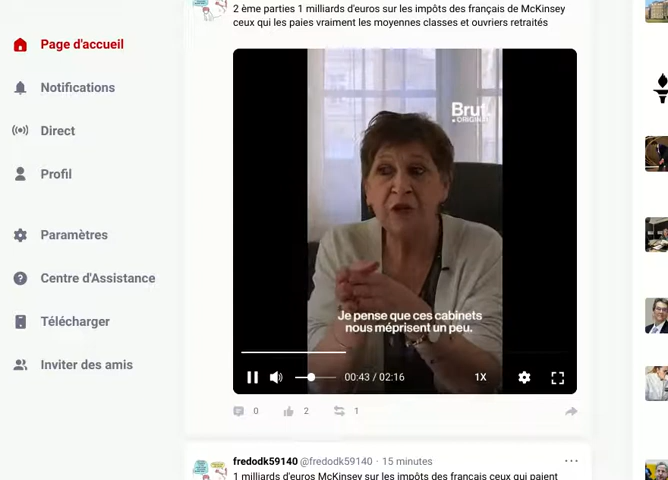 2 ème parties 1 milliards d'euros sur les impôts des français de McKinsey
ceux qui les paies vraiment les moyennes classes et ouvriers retraités
Page d'accueil
Notifications
Direct
Profil
Paramètres
Centre d'Assistance
Télécharger
Inviter des amis
Brut.
ORIGINAL
Je pense que ces cabinets
nous méprisent un peu.
00:43 / 02:16
1X
0
2
1
fredodk59140 @fredodk59140 · 15 minutes
1 milliards d'euros McKinsey sur les impôts des français ceux qui paient